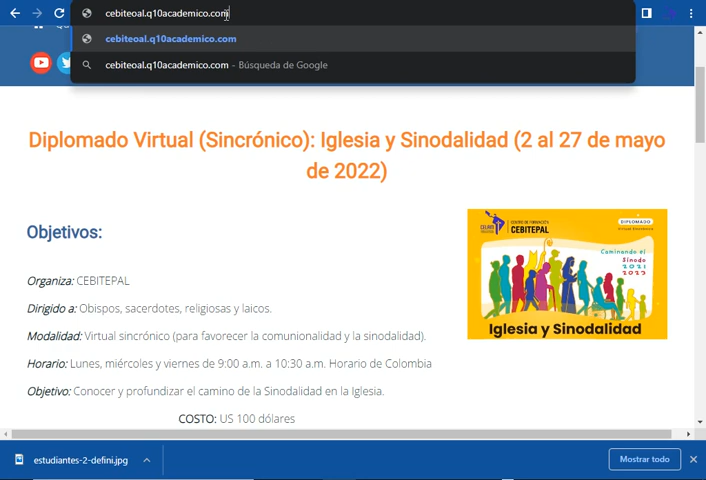 cebiteoal.q10academico.com
cebiteoal.q10academico.com
cebiteoal.q10academico.com - Búsqueda de Google
Diplomado Virtual (Sincrónico): Iglesia y Sinodalidad (2 al 27 de mayo
de 2022)
Objetivos:
CELAM
CENTRO DE FORMACIÓN
CEBITEPAL
DIPLOMADO
Caminando el
Sínodo
2021
2023
Iglesia y Sinodalidad
Organiza: CEBITEPAL
Dirigido a: Obispos, sacerdotes, religiosas y laicos.
Modalidad: Virtual sincrónico (para favorecer la comunionalidad y la sinodalidad).
Horario: Lunes, miércoles y viernes de 9:00 a.m. a 10:30 a.m. Horario de Colombia
Objetivo: Conocer y profundizar el camino de la Sinodalidad en la Iglesia.
COSTO: US 100 dólares
estudiantes-2-defini.jpg
Mostrar todo